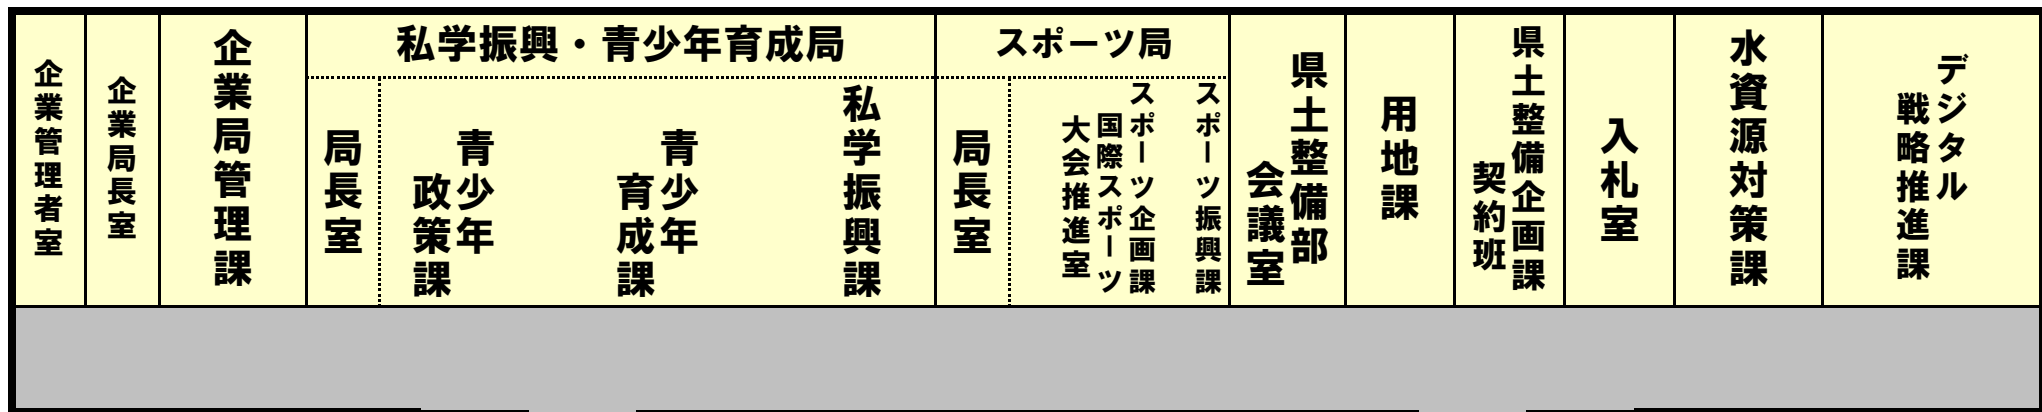 企業管理者室
企業局長室
企業局管理課
私学振興・青少年育成局
局長室
青少年
政策課
青少年
育成課
私学振興課
スポーツ局
局長室
スポーツ企画課
国際スポーツ
大会推進室
スポーツ振興課
県土整備部
会議室
用地課
県土整備企画課
契約班
入札室
水資源対策課
デジタル
戦略推進課